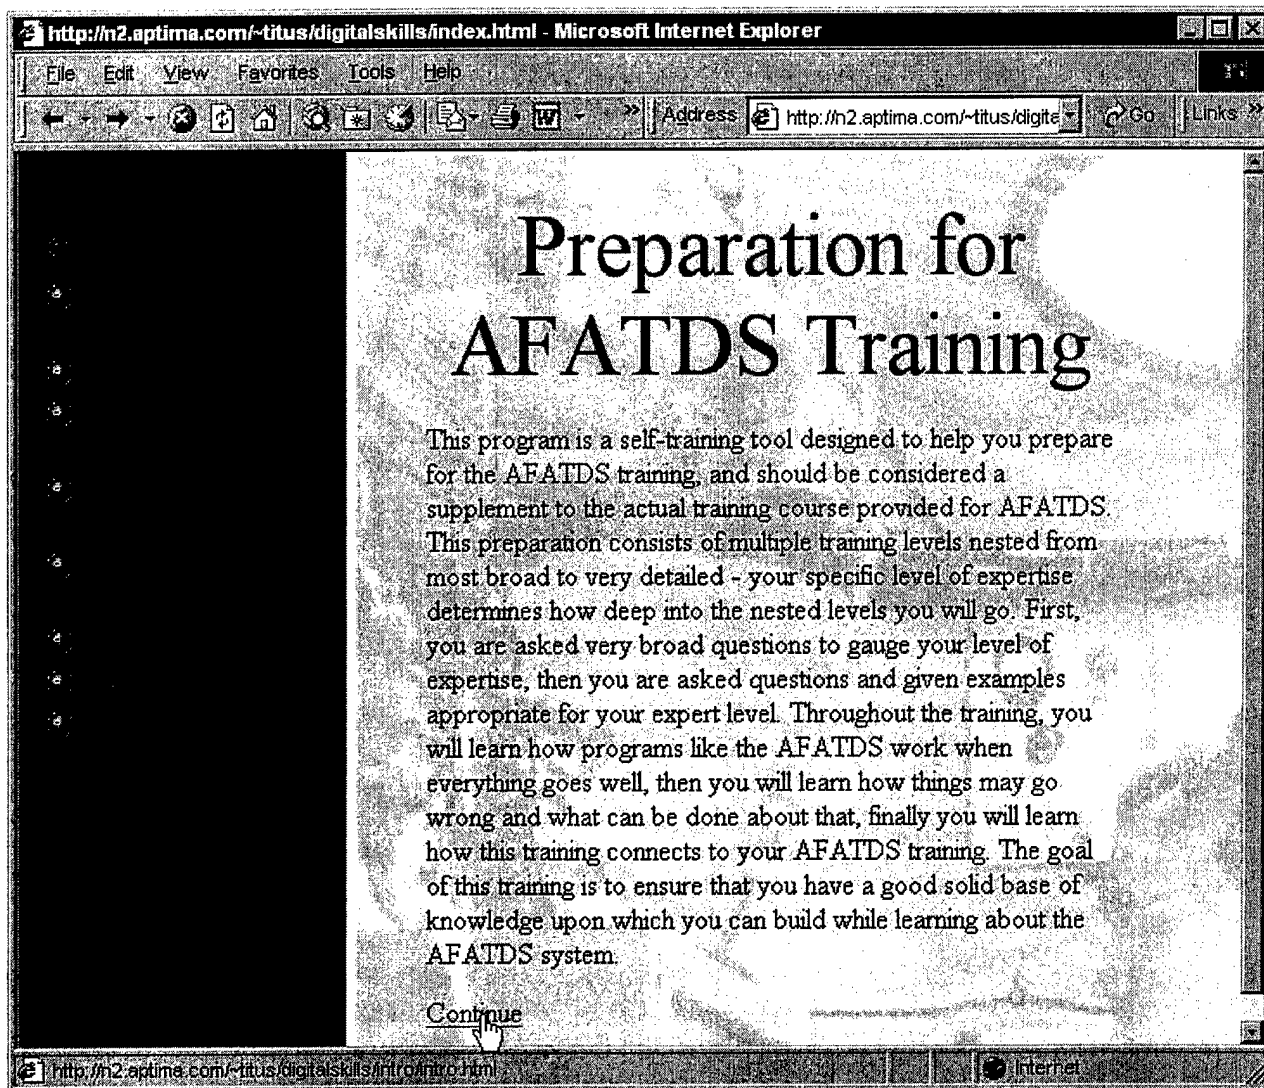 http://n2.aptima.com/~titus/digitalskills/index.html - Microsoft Internet Explorer
File Edit View Favorites Tools Help
Address http://n2.aptima.com/~titus/digita Go Links
Preparation for
AFATDS Training
This program is a self-training tool designed to help you prepare
for the AFATDS training, and should be considered a
supplement to the actual training course provided for AFATDS.
This preparation consists of multiple training levels nested from
most broad to very detailed - your specific level of expertise
determines how deep into the nested levels you will go. First,
you are asked very broad questions to gauge your level of
expertise, then you are asked questions and given examples
appropriate for your expert level. Throughout the training, you
will learn how programs like the AFATDS work when
everything goes well, then you will learn how things may go
wrong and what can be done about that, finally you will learn
how this training connects to your AFATDS training. The goal
of this training is to ensure that you have a good solid base of
knowledge upon which you can build while learning about the
AFATDS system.
Continue
http://n2.aptima.com/~titus/digitalskills/intro/intro.html Internet